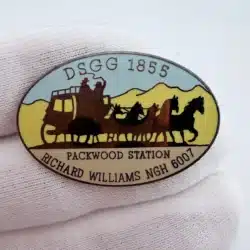 DSGG 1855
PACKWOOD STATION
RICHARD WILLIAMS NGH 6007